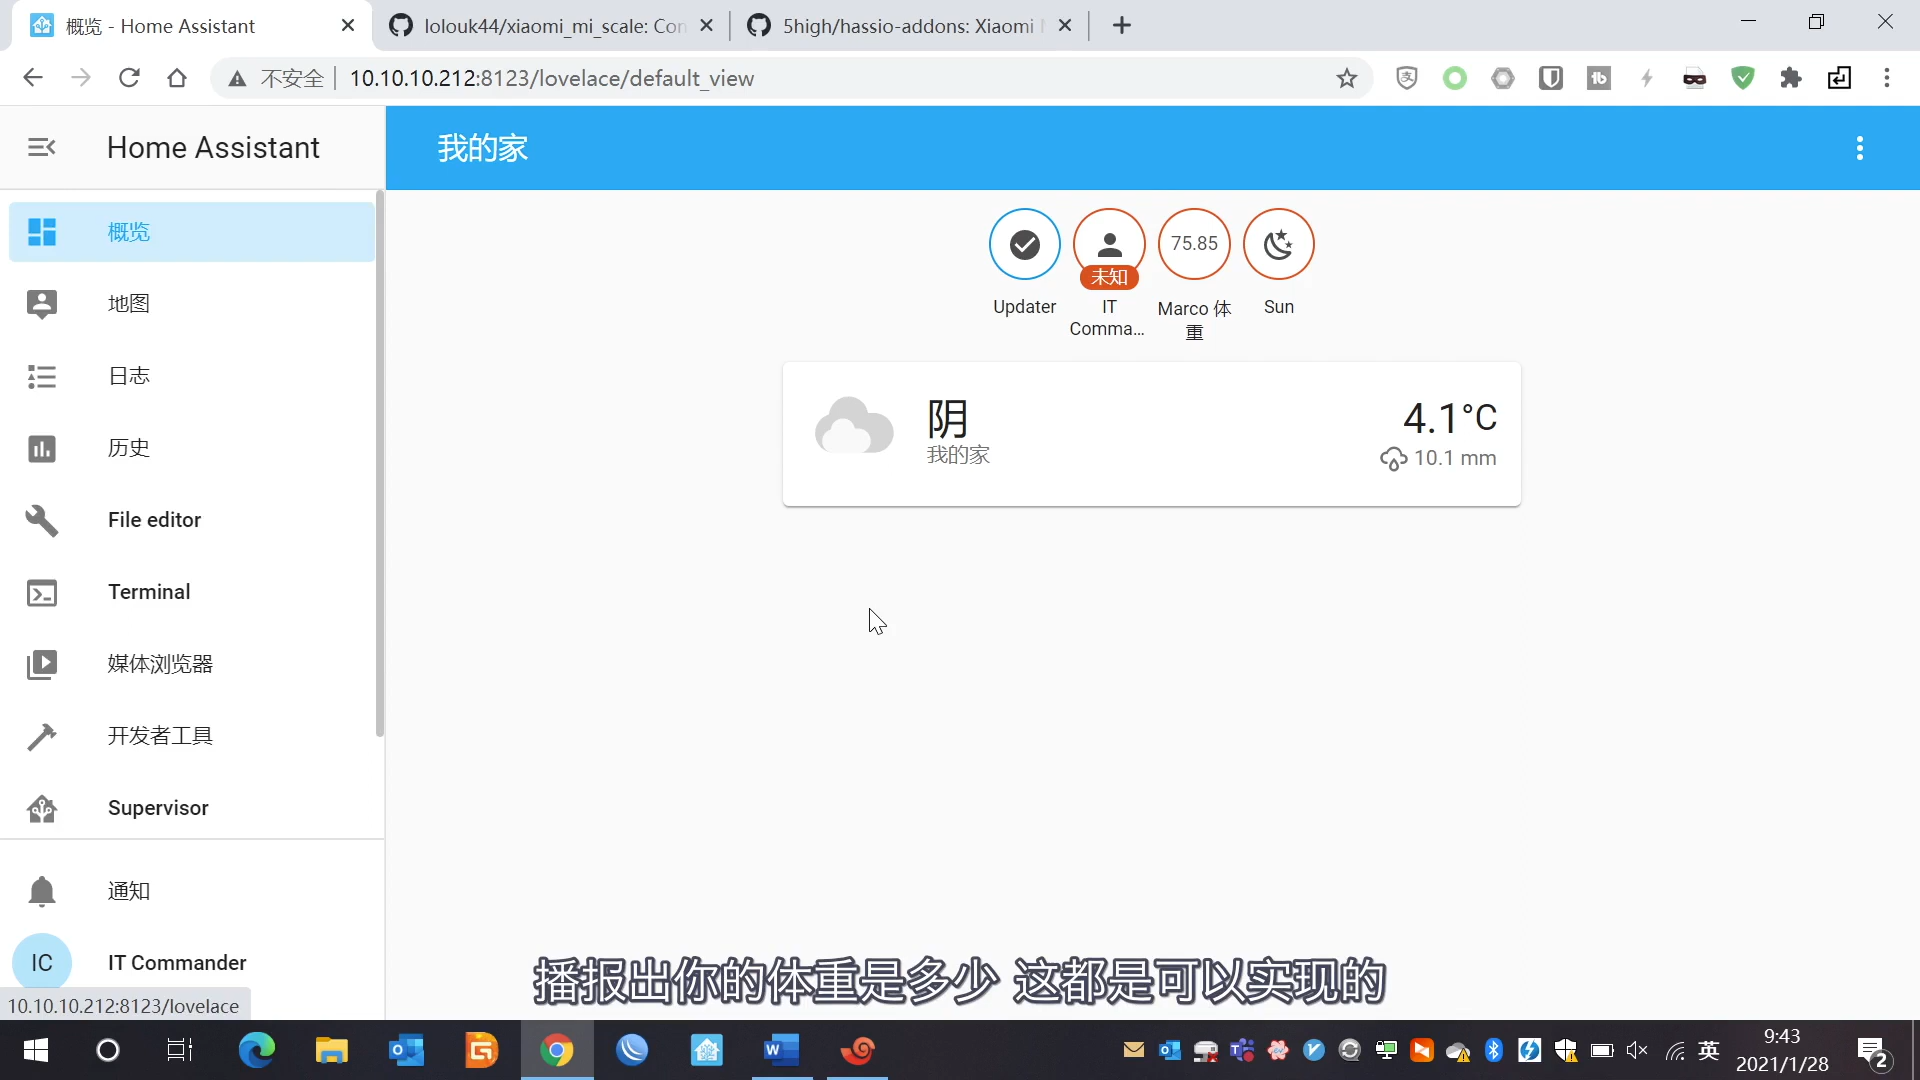 概览 - Home Assistant
lolouk44/xiaomi_mi_scale: Con
5high/hassio-addons: Xiaomi
不安全
10.10.10.212:8123/lovelace/default_view
Home Assistant
我的家
概览
地图
日志
历史
File editor
Terminal
媒体浏览器
开发者工具
Supervisor
通知
IC
IT Commander
10.10.10.212:8123/lovelace
未知
75.85
Updater
IT
Comma...
Marco 体
重
Sun
阴
我的家
4.1°C
10.1 mm
播报出你的体重是多少 这都是可以实现的
英
9:43
2021/1/28
2